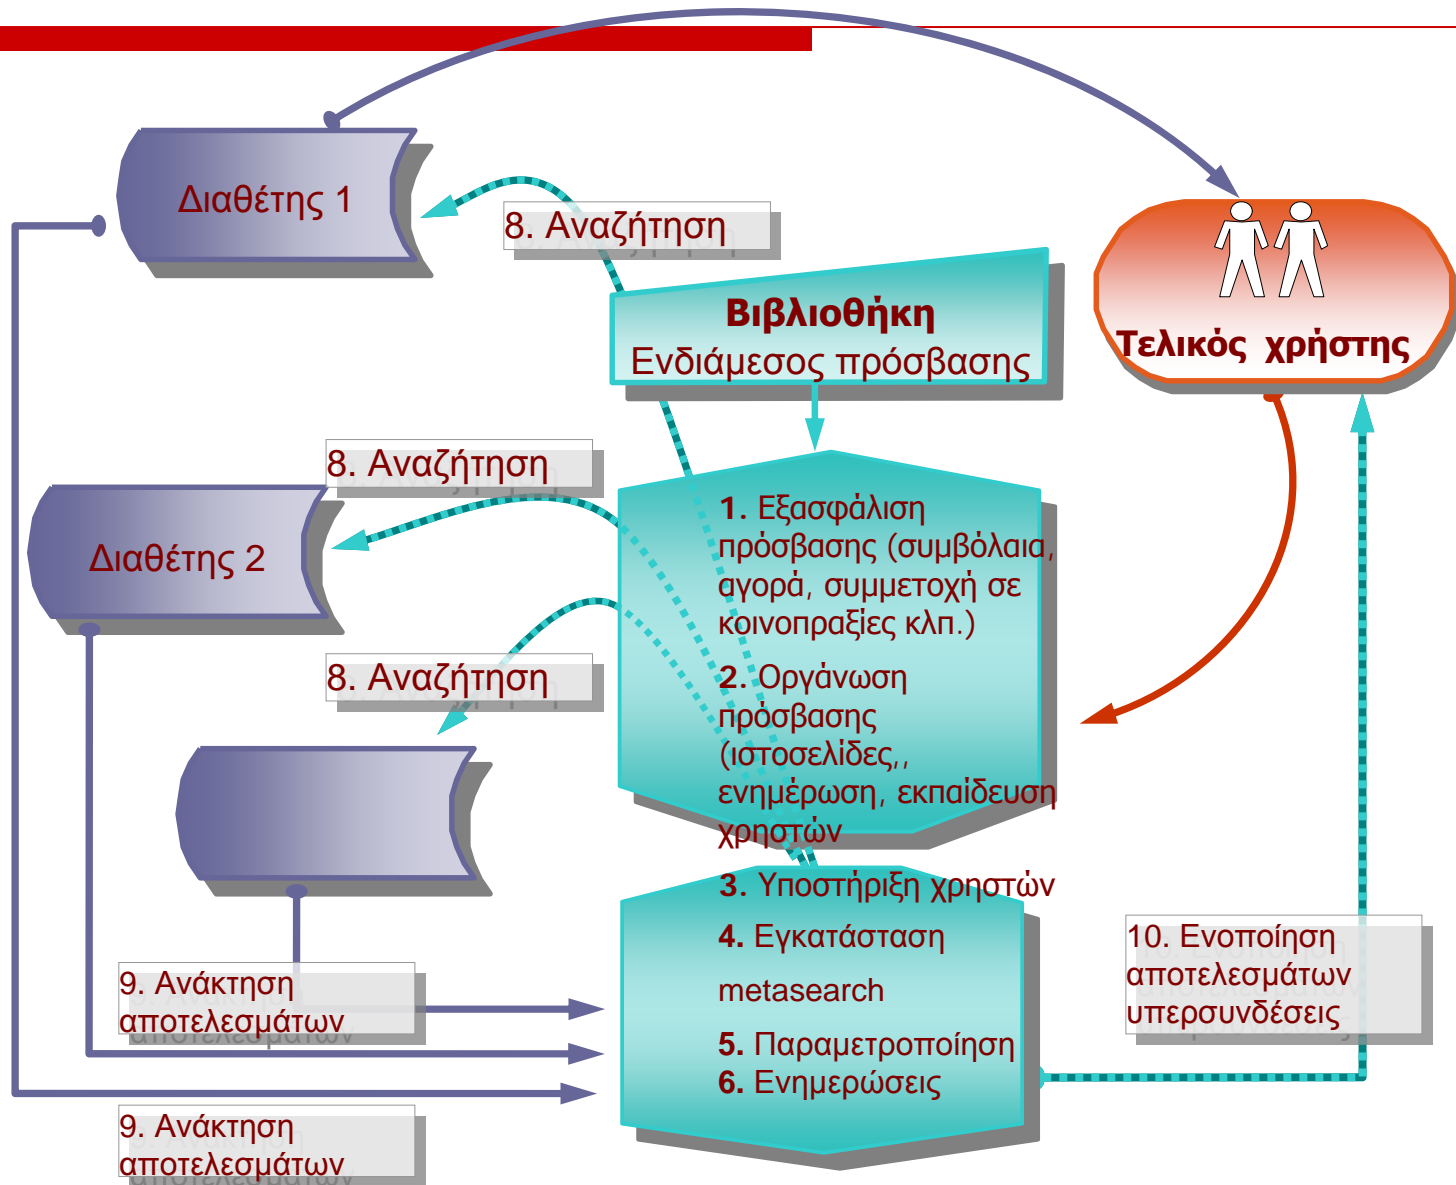 Διαθέτης 1
8. Αναζήτηση
Βιβλιοθήκη
Ενδιάμεσος πρόσβασης
Τελικός χρήστης
8. Αναζήτηση
Διαθέτης 2
8. Αναζήτηση
1. Εξασφάλιση
πρόσβασης (συμβόλαια,
αγορά, συμμετοχή σε
κοινοπραξίες κλπ.)
2. Οργάνωση
πρόσβασης
(ιστοσελίδες,,
ενημέρωση, εκπαίδευση
χρηστών
3. Υποστήριξη χρηστών
4. Εγκατάσταση
metasearch
5. Παραμετροποίηση
6. Ενημερώσεις
9. Ανάκτηση
αποτελεσμάτων
9. Ανάκτηση
αποτελεσμάτων
10. Ενοποίηση
αποτελεσμάτων
υπερσυνδέσεις